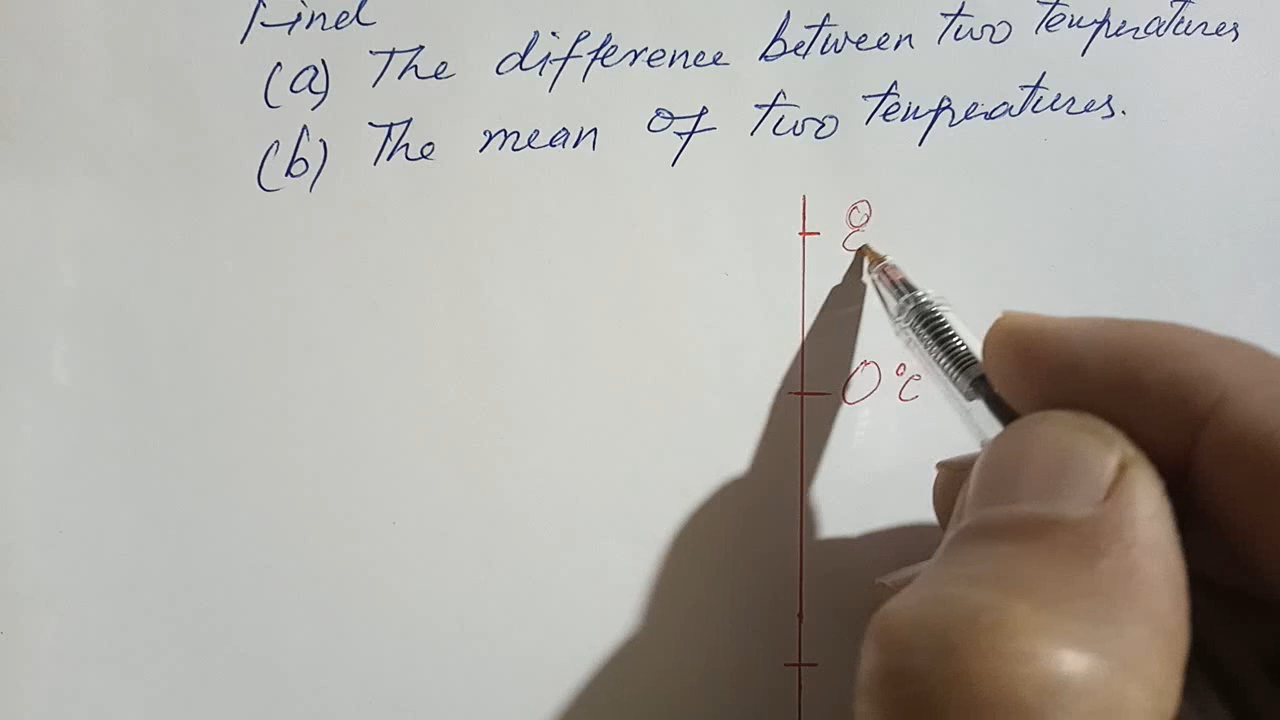 Find
(a) The difference between two temperatures
(b) The mean of two temperatures.
0°C